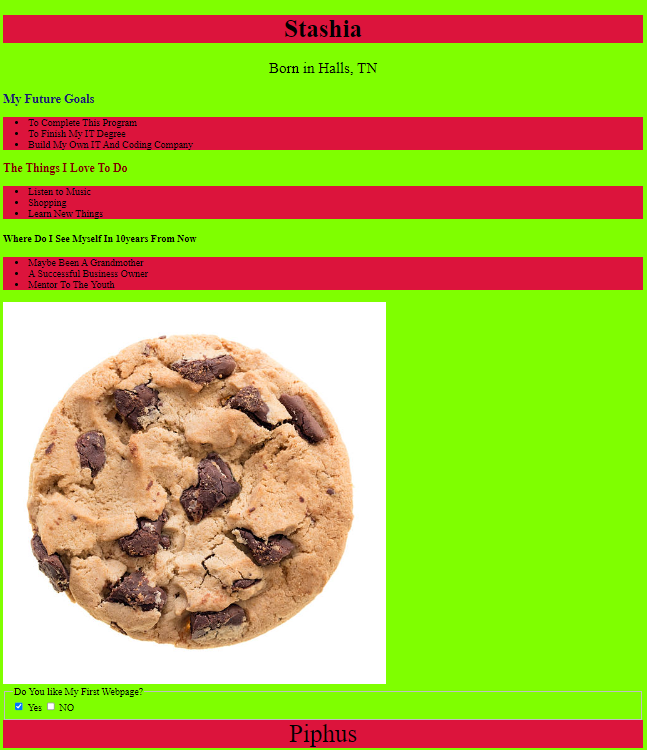 Stashia
Born in Halls, TN
My Future Goals
To Complete This Program
To Finish My IT Degree
Build My Own IT And Coding Company
The Things I Love To Do
Listen to Music
Shopping
Learn New Things
Where Do I See Myself In 10years From Now
Maybe Been A Grandmother
A Successful Business Owner
Mentor To The Youth
Do You like My First Webpage?
Yes NO
Piphus